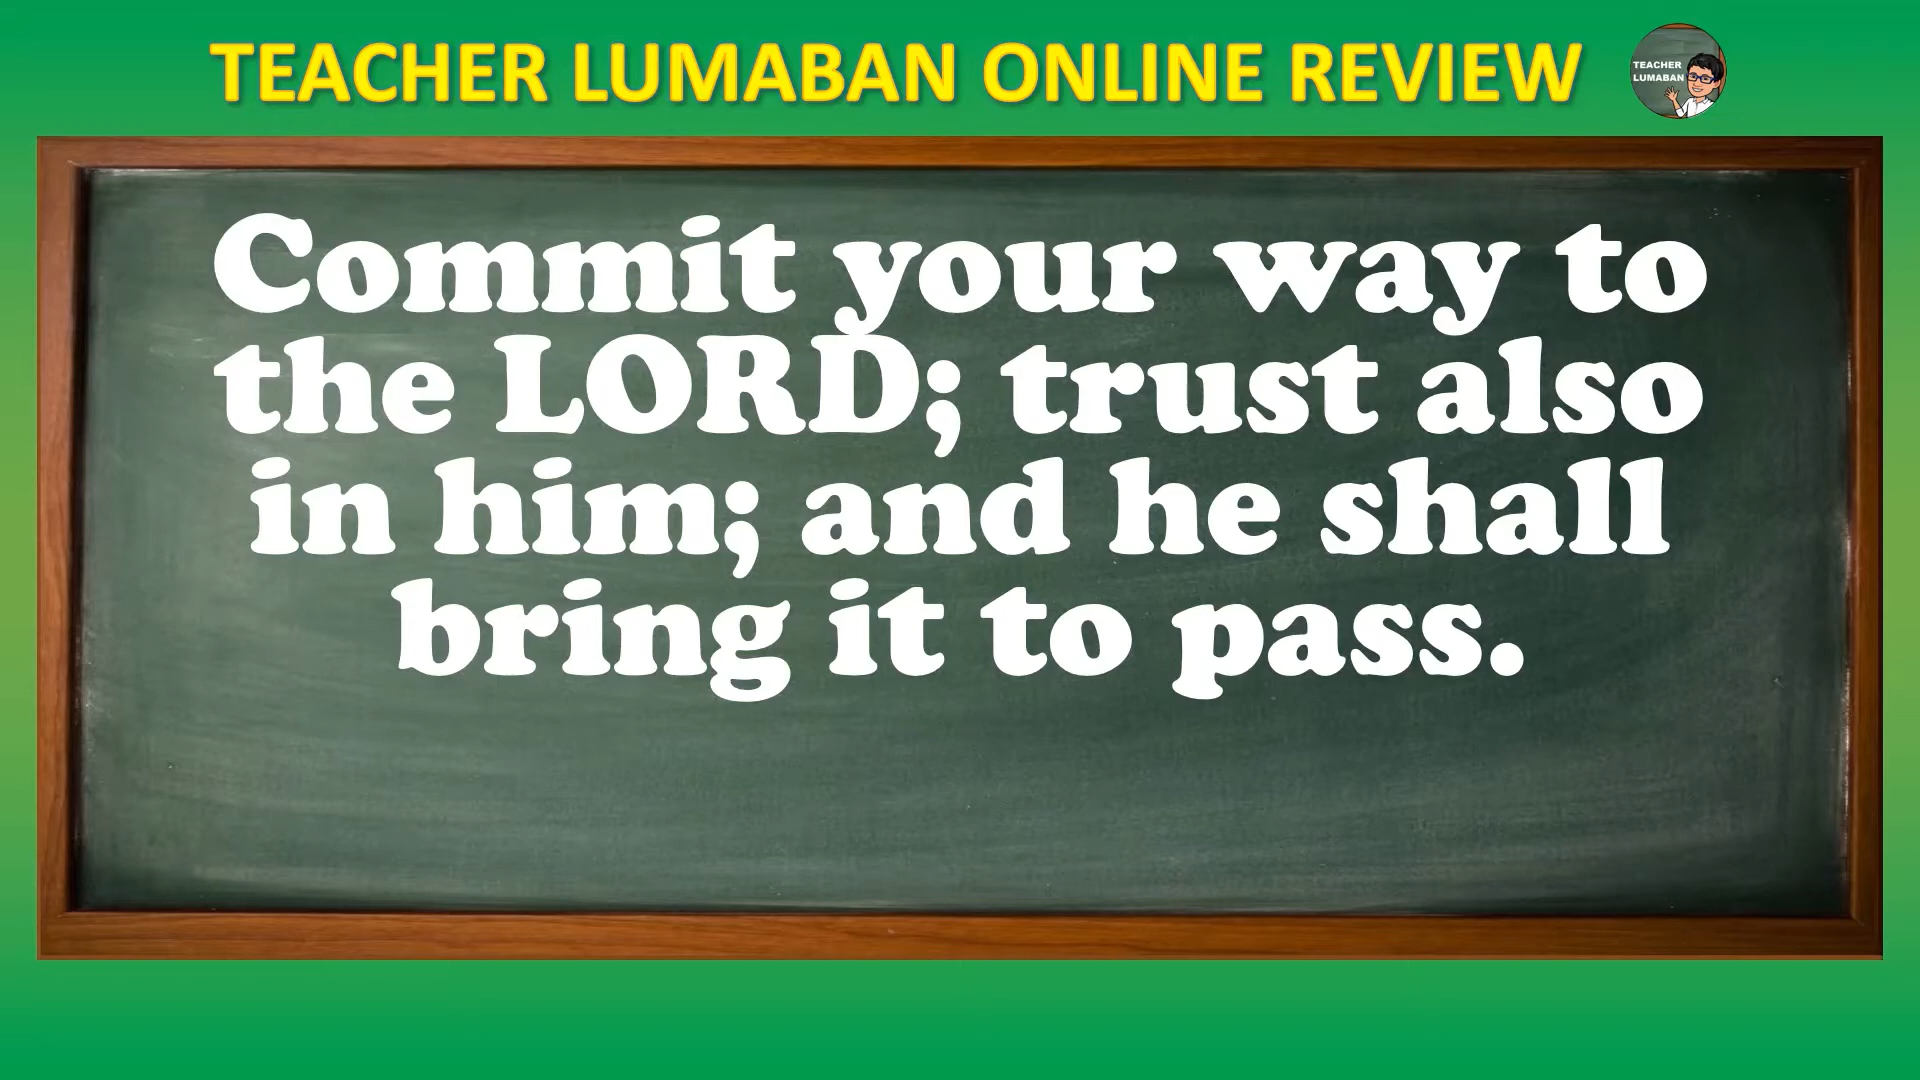 TEACHER LUMABAN ONLINE REVIEW
TEACHER
LUMABAN
Commit your way to
the LORD; trust also
in him; and he shall
bring it to pass.